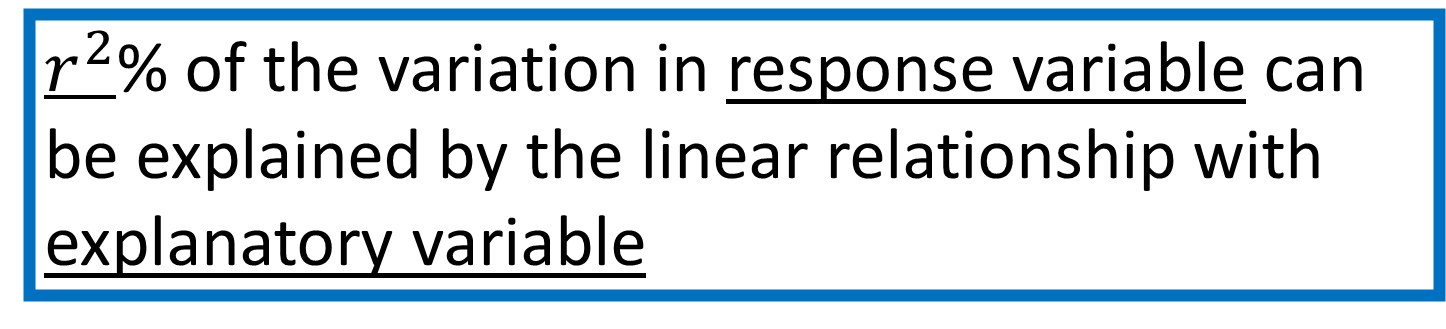 r²% of the variation in response variable can
be explained by the linear relationship with
explanatory variable